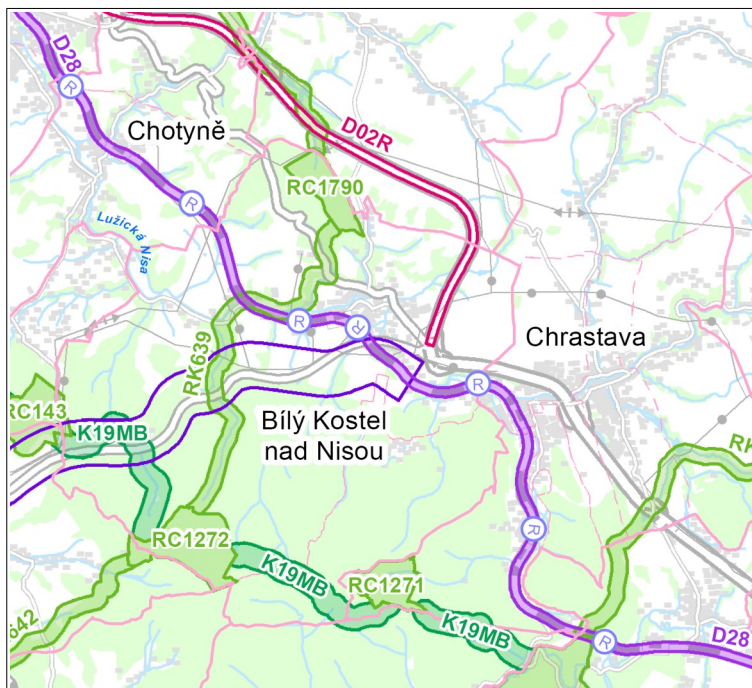 D28
R
Chotyně
D02R
RC1790
R
Lužická
Nisa
R
R
Chrastava
RK639
R
RC143
K19MB
Bílý Kostel
nad Nisou
RK
R
RC1272
K19MB
RC1271
K19MB
642
R
D28